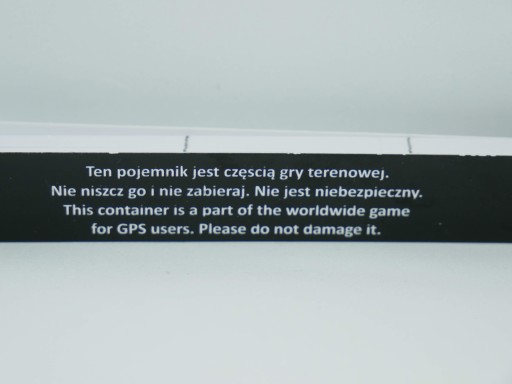 Ten pojemnik jest częścią gry terenowej.
Nie niszcz go i nie zabieraj. Nie jest niebezpieczny.
This container is a part of the worldwide game
for GPS users. Please do not damage it.